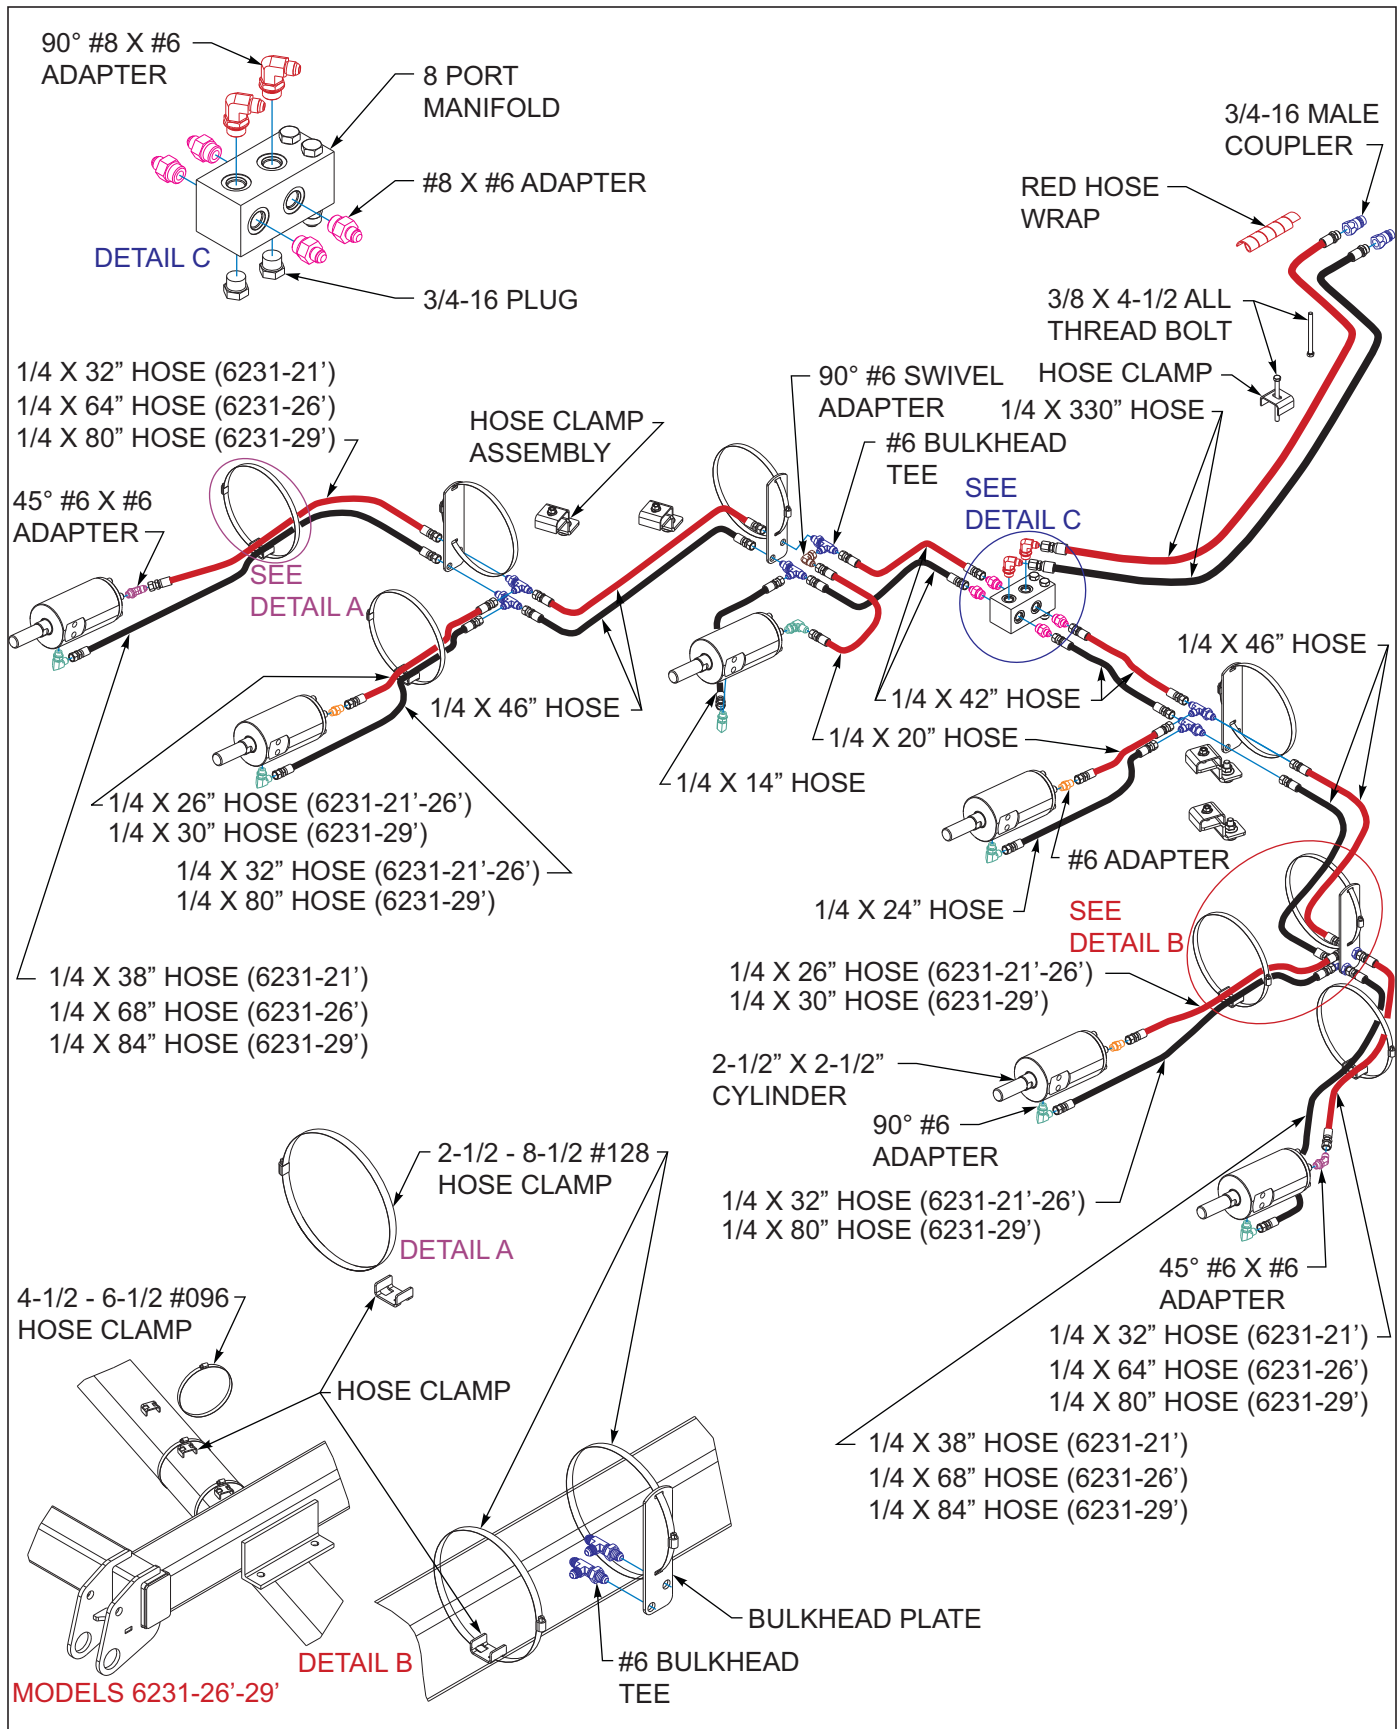 90° #8 X #6
ADAPTER
8 PORT
MANIFOLD
#8 X #6 ADAPTER
DETAIL C
3/4-16 PLUG
3/4-16 MALE
COUPLER
RED HOSE
WRAP
3/8 X 4-1/2 ALL
THREAD BOLT
HOSE CLAMP
1/4 X 330” HOSE
1/4 X 32” HOSE (6231-21’)
1/4 X 64” HOSE (6231-26’)
1/4 X 80” HOSE (6231-29’)
HOSE CLAMP
ASSEMBLY
90° #6 SWIVEL
ADAPTER
#6 BULKHEAD
TEE
SEE
DETAIL C
45° #6 X #6
ADAPTER
SEE
DETAIL A
1/4 X 46” HOSE
1/4 X 46” HOSE
1/4 X 42” HOSE
1/4 X 20” HOSE
1/4 X 14” HOSE
1/4 X 26” HOSE (6231-21’-26’)
1/4 X 30” HOSE (6231-29’)
1/4 X 32” HOSE (6231-21’-26’)
1/4 X 80” HOSE (6231-29’)
#6 ADAPTER
1/4 X 24” HOSE
SEE
DETAIL B
1/4 X 38” HOSE (6231-21’)
1/4 X 68” HOSE (6231-26’)
1/4 X 84” HOSE (6231-29’)
1/4 X 26” HOSE (6231-21’-26’)
1/4 X 30” HOSE (6231-29’)
2-1/2” X 2-1/2”
CYLINDER
90° #6
ADAPTER
1/4 X 32” HOSE (6231-21’-26’)
1/4 X 80” HOSE (6231-29’)
2-1/2 - 8-1/2 #128
HOSE CLAMP
DETAIL A
45° #6 X #6
ADAPTER
4-1/2 - 6-1/2 #096
HOSE CLAMP
1/4 X 32” HOSE (6231-21’)
1/4 X 64” HOSE (6231-26’)
1/4 X 80” HOSE (6231-29’)
HOSE CLAMP
1/4 X 38” HOSE (6231-21’)
1/4 X 68” HOSE (6231-26’)
1/4 X 84” HOSE (6231-29’)
BULKHEAD PLATE
DETAIL B
#6 BULKHEAD
TEE
MODELS 6231-26’-29’